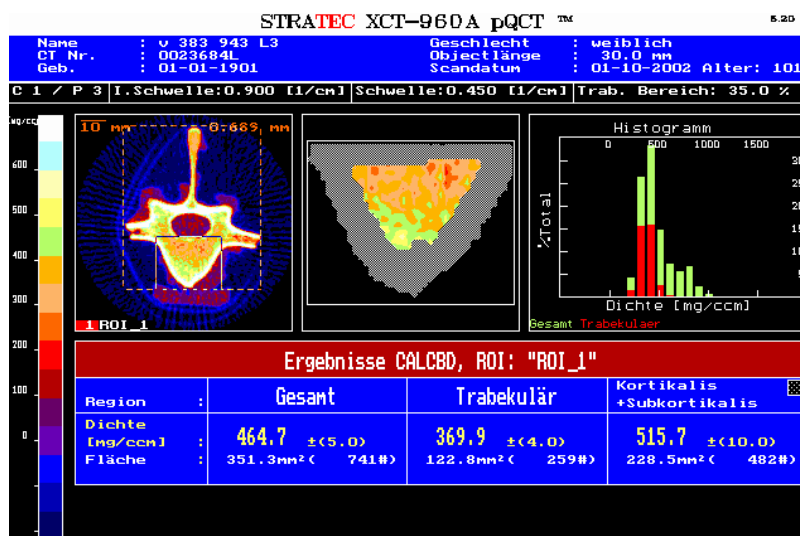 STRATEC XCT-960A pQCT ™ 5.20
Name : v 383 943 L3 Geschlecht : weiblich
CT Nr. : 0023684L Objectlänge : 30.0 mm
Geb. : 01-01-1901 Scandatum : 01-10-2002 Alter: 101
C 1 / P 3 I.Schwelle:0.900 [1/cm] Schwelle:0.450 [1/cm] Trab. Bereich: 35.0 %
10 mm 0.689 mm
600
500
400
300
200
100
0
1 ROI_1
Histogramm
0 500 1000 1500
%Total
Dichte [mg/ccm]
Gesamt Trabekulaer
Ergebnisse CALCBD, ROI: "ROI_1"
Region : Gesamt Trabekulär Kortikalis
+Subkortikalis
Dichte
[mg/ccm] : 464.7 ±(5.0) 369.9 ±(4.0) 515.7 ±(10.0)
Fläche : 351.3mm²( 741#) 122.8mm²( 259#) 228.5mm²( 482#)